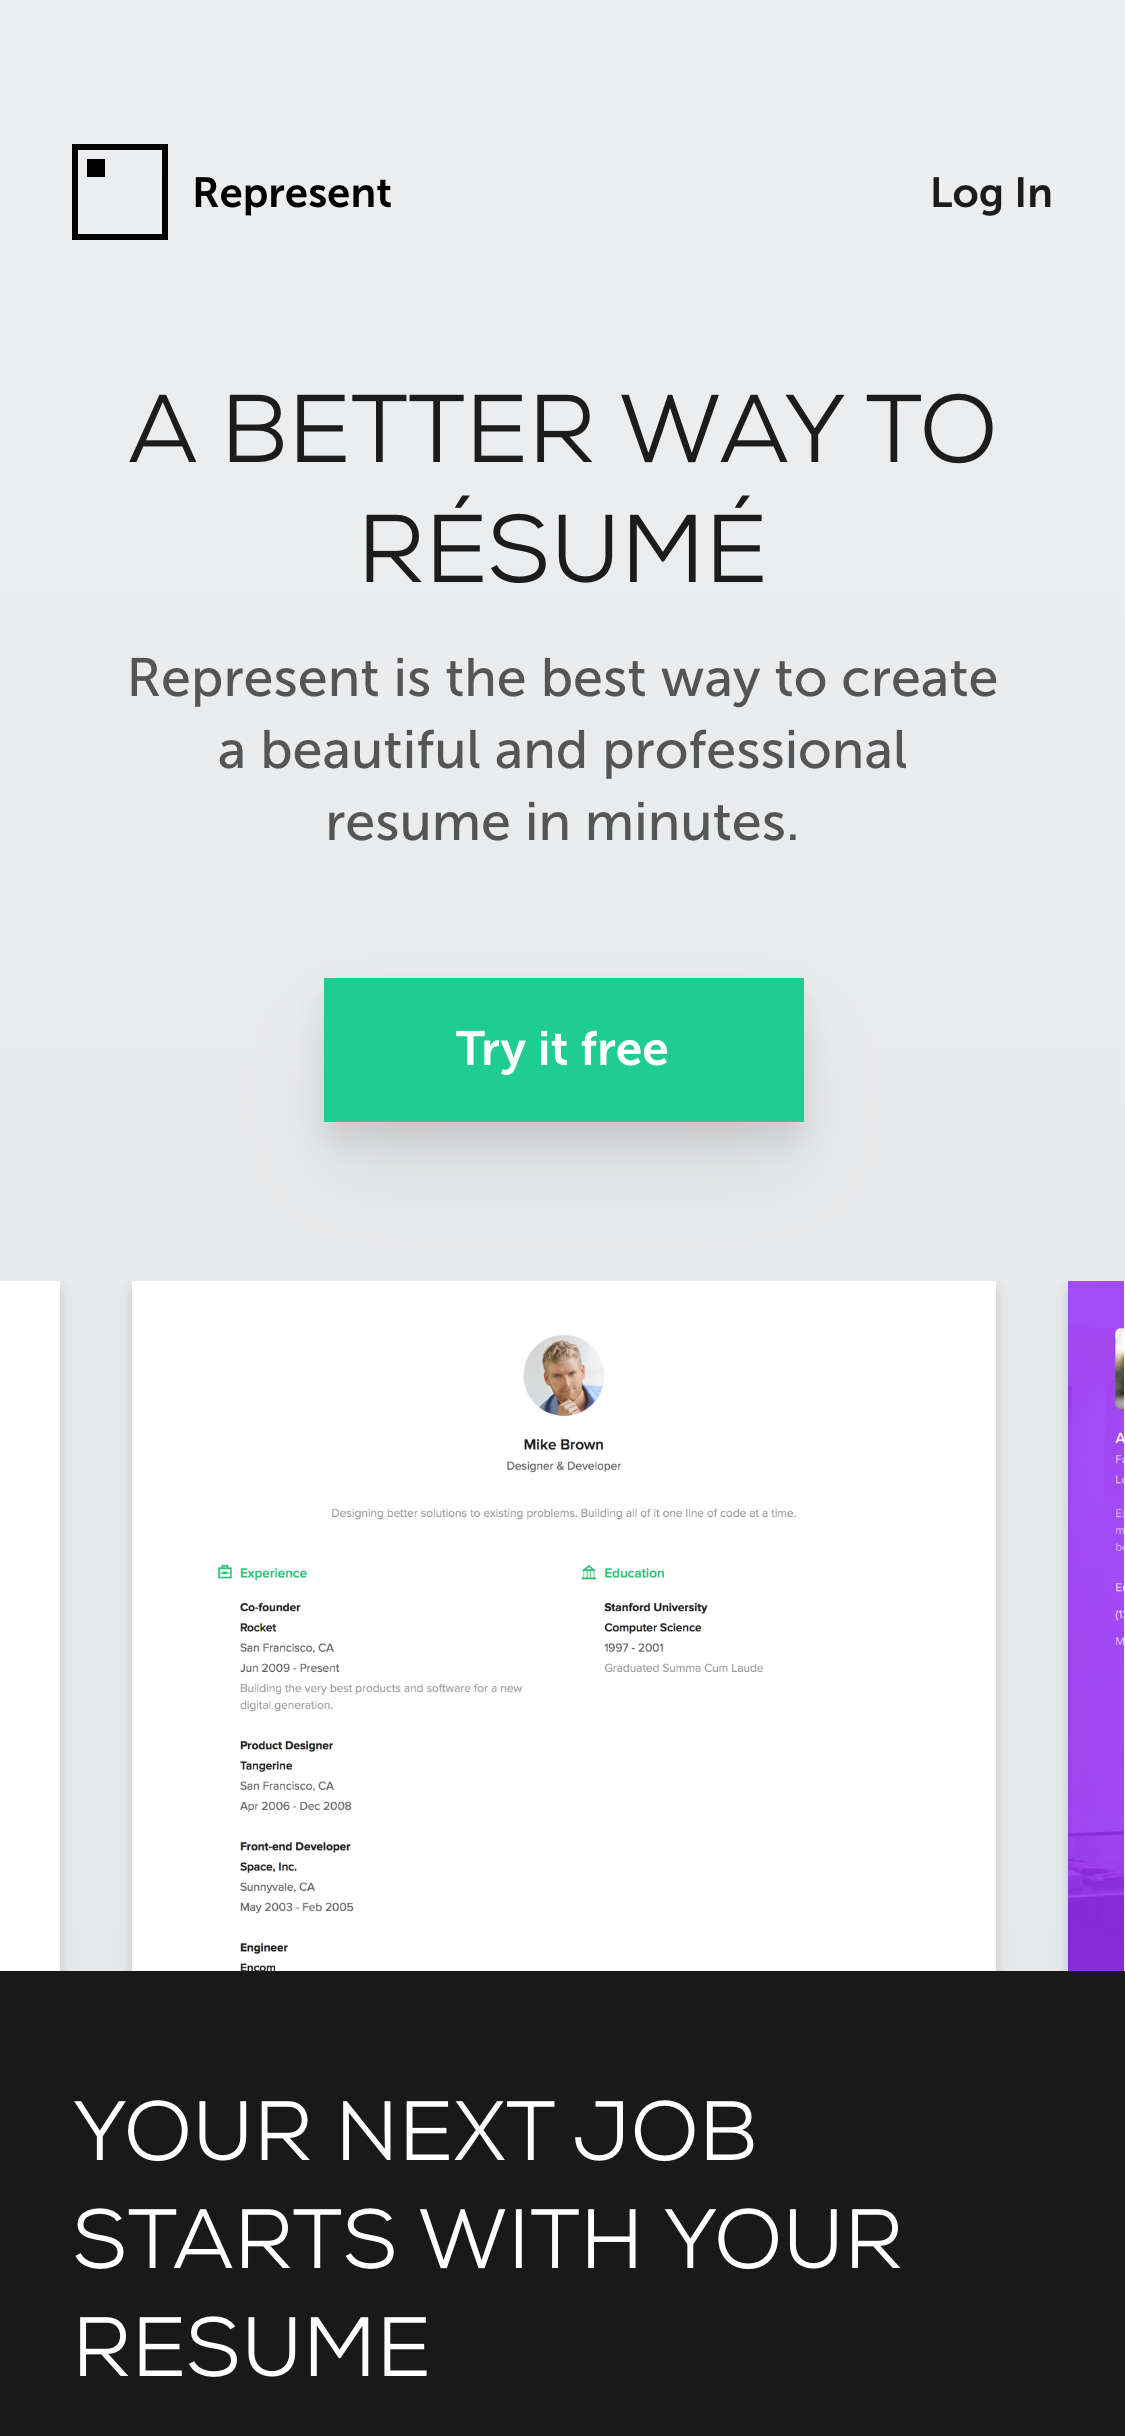 Represent
Log In
A BETTER WAY TO
RÉSUMÉ
Represent is the best way to create
a beautiful and professional
resume in minutes.
Try it free
Mike Brown
Designer & Developer
Designing better solutions to existing problems. Building all of it one line of code at a time.
Experience
Co-founder
Rocket
San Francisco, CA
Jun 2009 - Present
Building the very best products and software for a new
digital generation.
Product Designer
Tangerine
San Francisco, CA
Apr 2006 - Dec 2008
Front-end Developer
Space, Inc.
Sunnyvale, CA
May 2003 - Feb 2005
Engineer
Encom
Education
Stanford University
Computer Science
1997 - 2001
Graduated Summa Cum Laude
YOUR NEXT JOB
STARTS WITH YOUR
RESUME